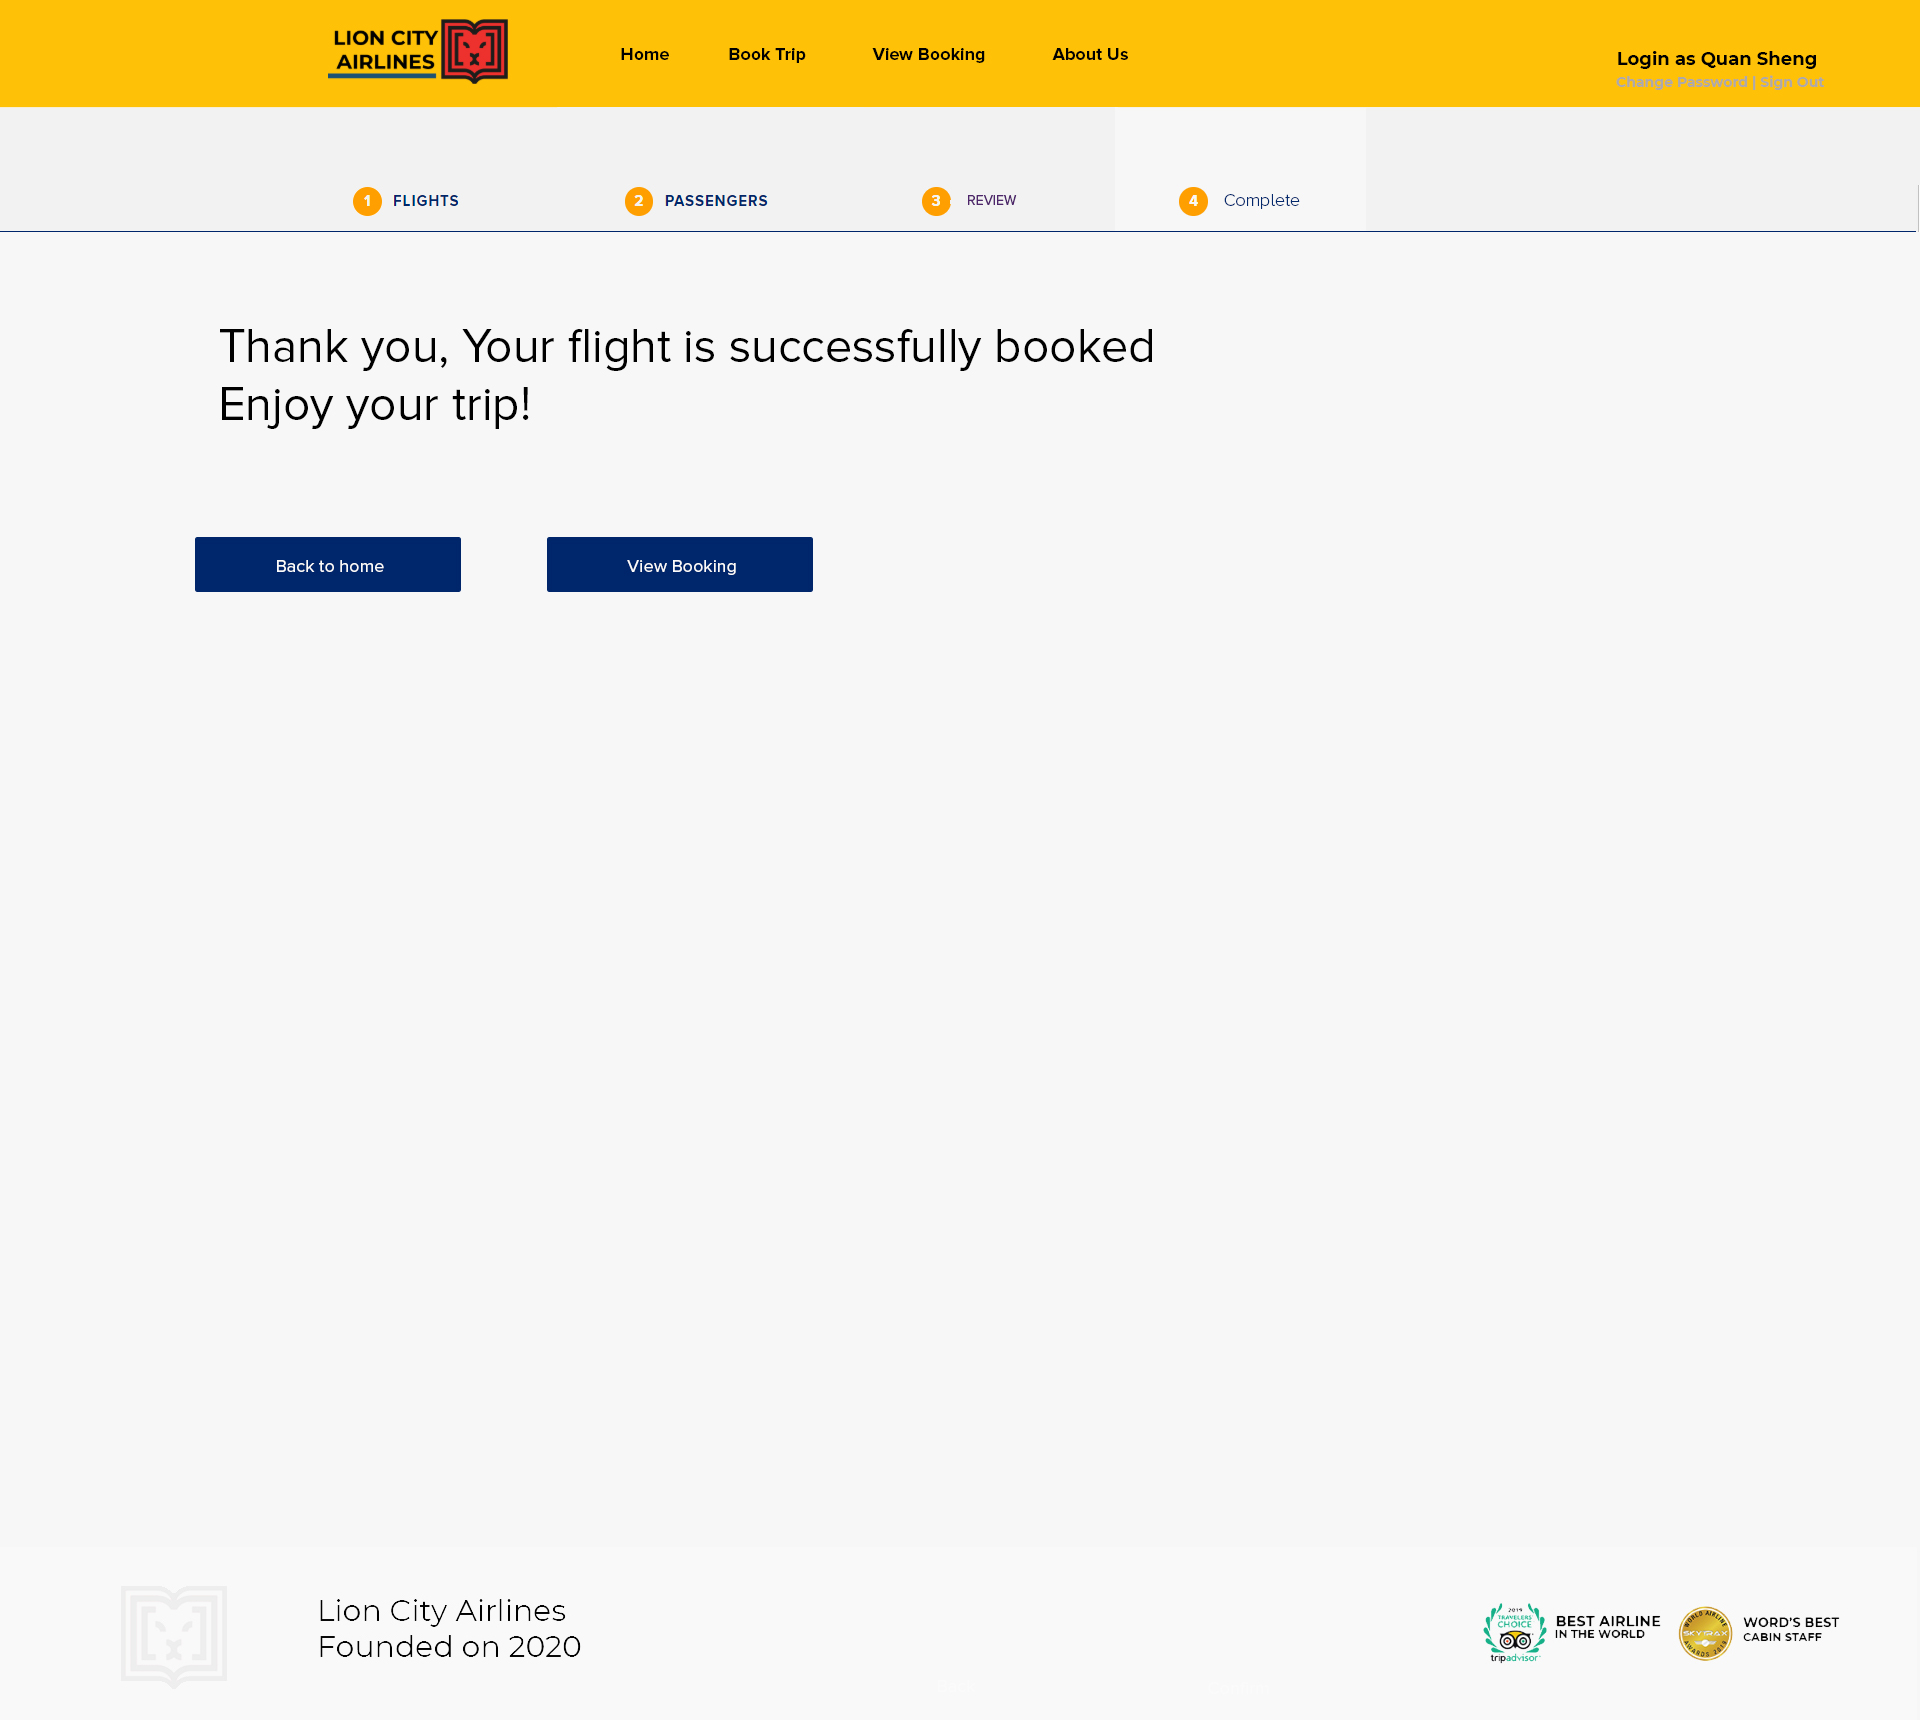 LION CITY
AIRLINES
Home
Book Trip
View Booking
About Us
Login as Quan Sheng
Change Password | Sign Out
1 FLIGHTS
2 PASSENGERS
3 REVIEW
4 Complete
Thank you, Your flight is successfully booked
Enjoy your trip!
Back to home
View Booking
Lion City Airlines
Founded on 2020
2019
TRAVELERS'
CHOICE
tripadvisor
BEST AIRLINE
IN THE WORLD
WORLD AIRLINE
SKYTRAX
AWARDS 2019
WORD'S BEST
CABIN STAFF